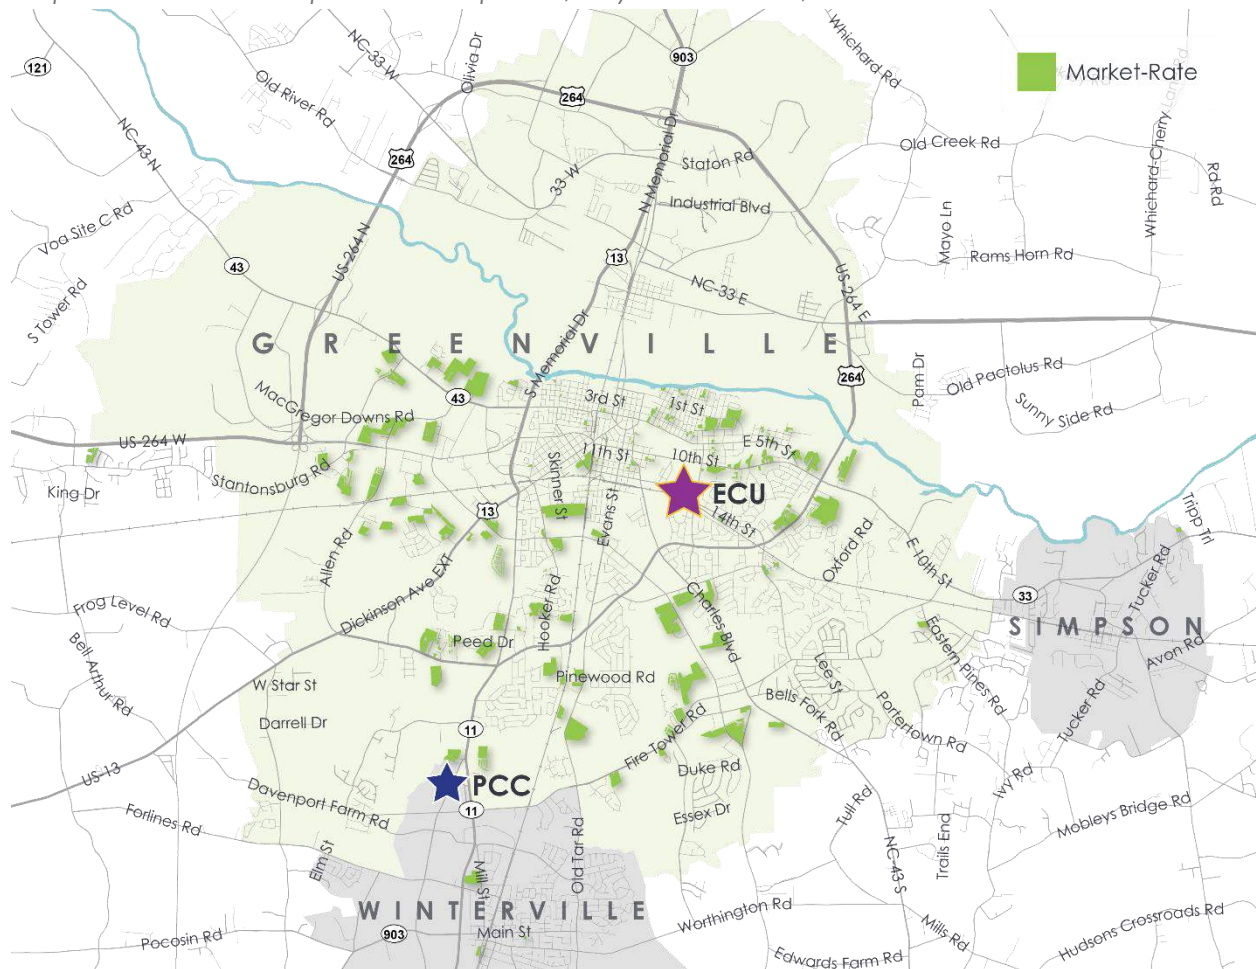 Market-Rate
121
NC-33-W
Olivia Dr
903
Whichard Rd
Old River Rd
264
NC-43-N
264
Staton Rd
Old Creek Rd
Whichard-Cherry Lane Rd
Rd-Rd
33-W
N Memorial Dr
Industrial Blvd
Mayo Ln
Voa Site C-Rd
US-264-N
43
13
Rams Horn Rd
NC-33-E
US-264-E
S Tower Rd
GREENVILLE
S Memorial Dr
264
Pam Dr
Old Pactolus Rd
Sunny Side Rd
MacGregor Downs Rd
43
3rd St
1st St
US-264 W
E 5th St
11th St
10th St
Stantonsburg Rd
King Dr
Skinner St
Evans St
ECU
13
14th St
Tripp Trl
Oxford Rd
E 10th St
Allen Rd
Dickinson Ave EXT
Hooker Rd
Tucker Rd
33
Frog Level Rd
Charles Blvd
SIMPSON
Eastern Pines Rd
Avon Rd
Peed Dr
Bell Arthur Rd
Pinewood Rd
Lee St
W Star St
Bells Fork Rd
Portertown Rd
Tucker Rd
Darrell Dr
11
Fire Tower Rd
US-13
Duke Rd
Ivy Rd
PCC
Davenport Farm Rd
11
Forlines Rd
Essex Dr
Tull-Rd
Mobleys Bridge Rd
Elm St
Mill St
Old Tar Rd
NC-43-S
Trails End
WINTERVILLE
Worthington Rd
903
Main St
Pocosin Rd
Mills Rd
Hudsons Crossroads Rd
Edwards Farm Rd